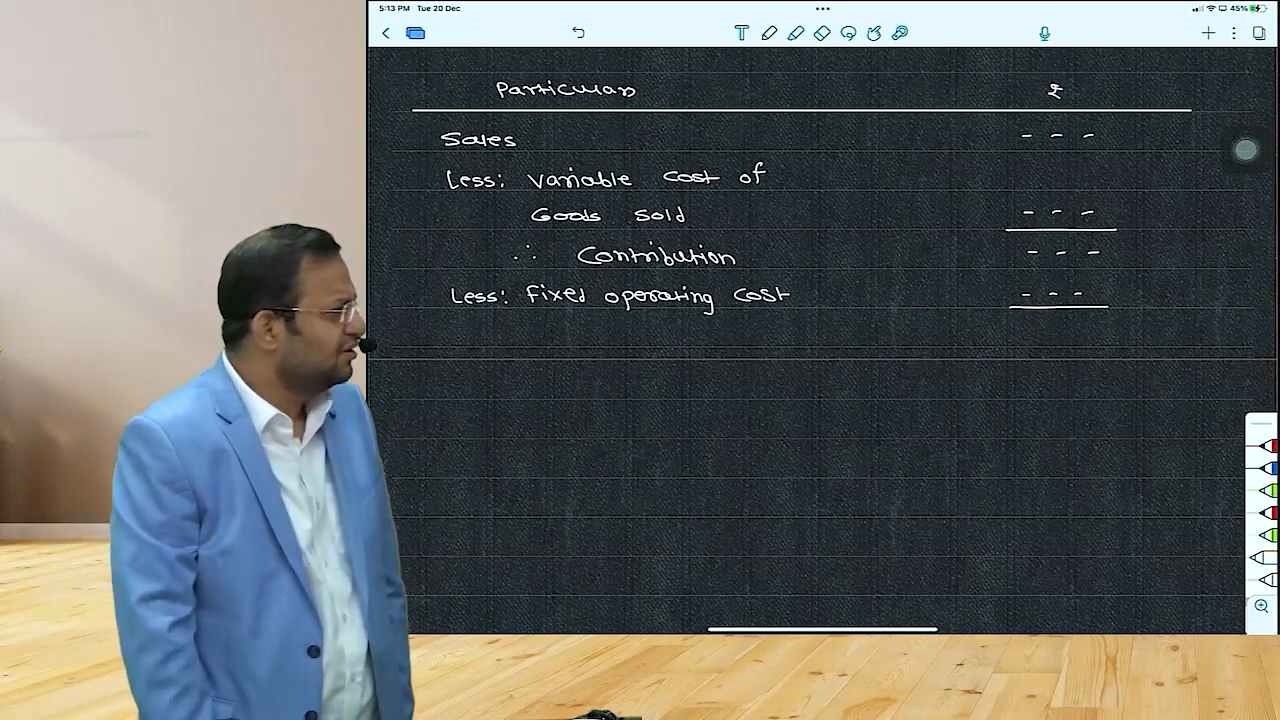 5:13 PM Tue 20 Dec
45%
Particulars ₹
Sales - - -
Less: Variable cost of
Goods sold - - -
∴ Contribution - - -
Less: fixed operating cost - - -